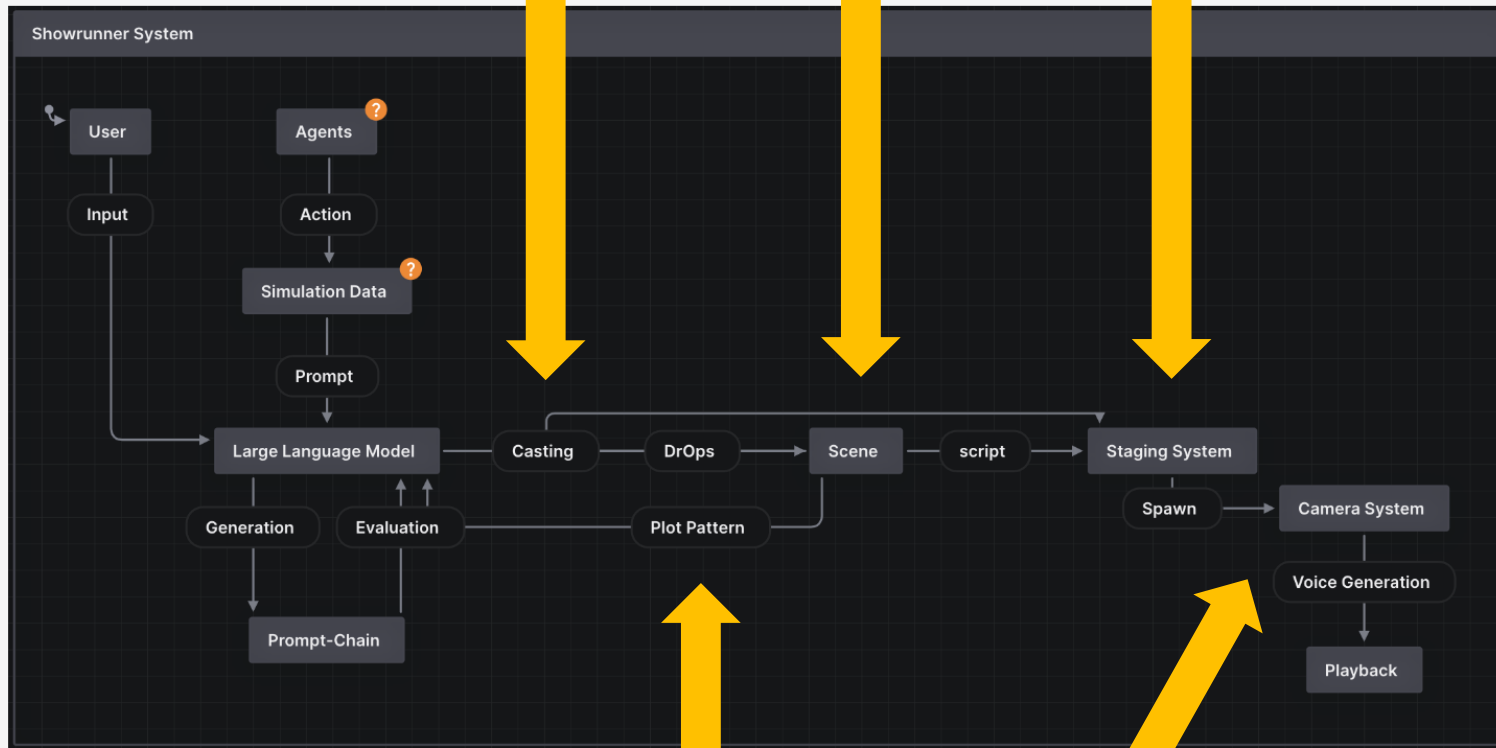 Showrunner System
User
Agents
?
Input
Action
?
Simulation Data
Prompt
Large Language Model
Casting
DrOps
Scene
script
Staging System
Generation
Evaluation
Plot Pattern
Spawn
Camera System
Voice Generation
Prompt-Chain
Playback